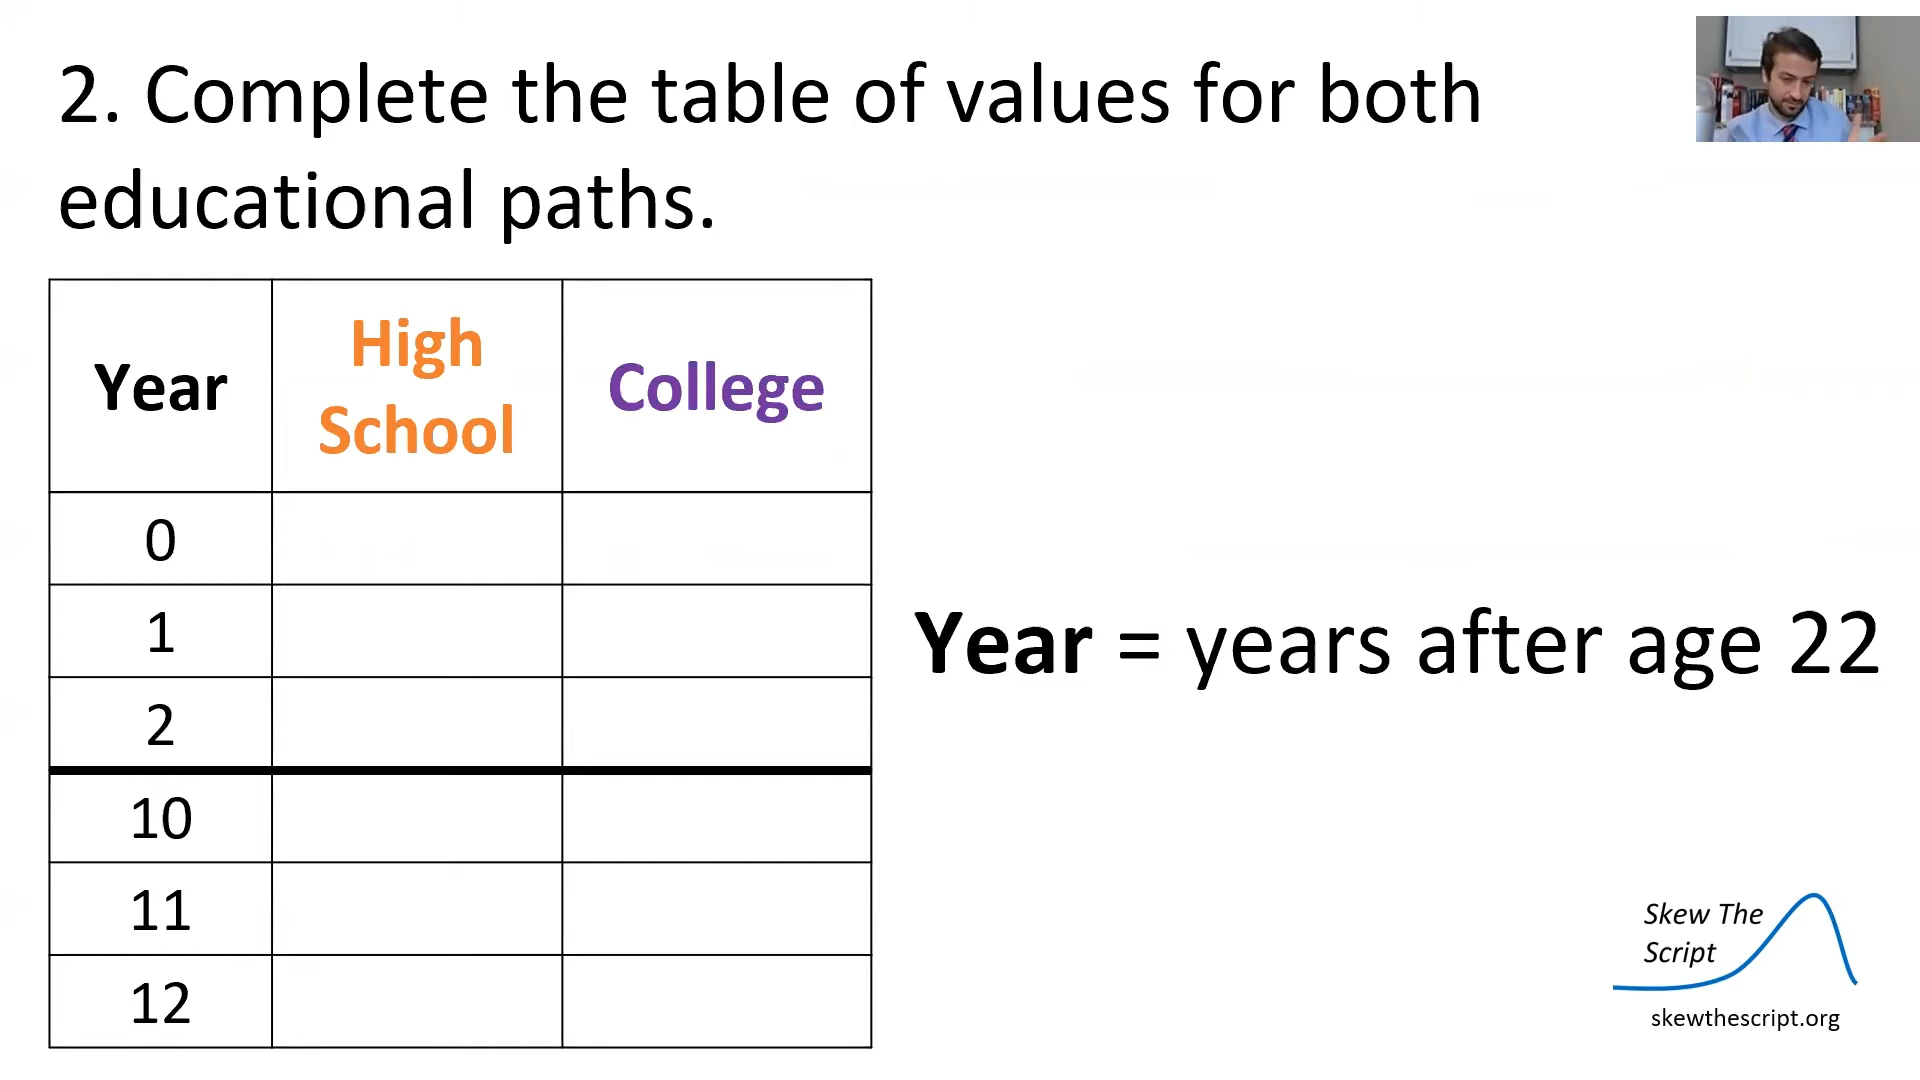 2. Complete the table of values for both
educational paths.
Year
High
School
College
0
1
2
10
11
12
Year = years after age 22
Skew The
Script
skewthescript.org